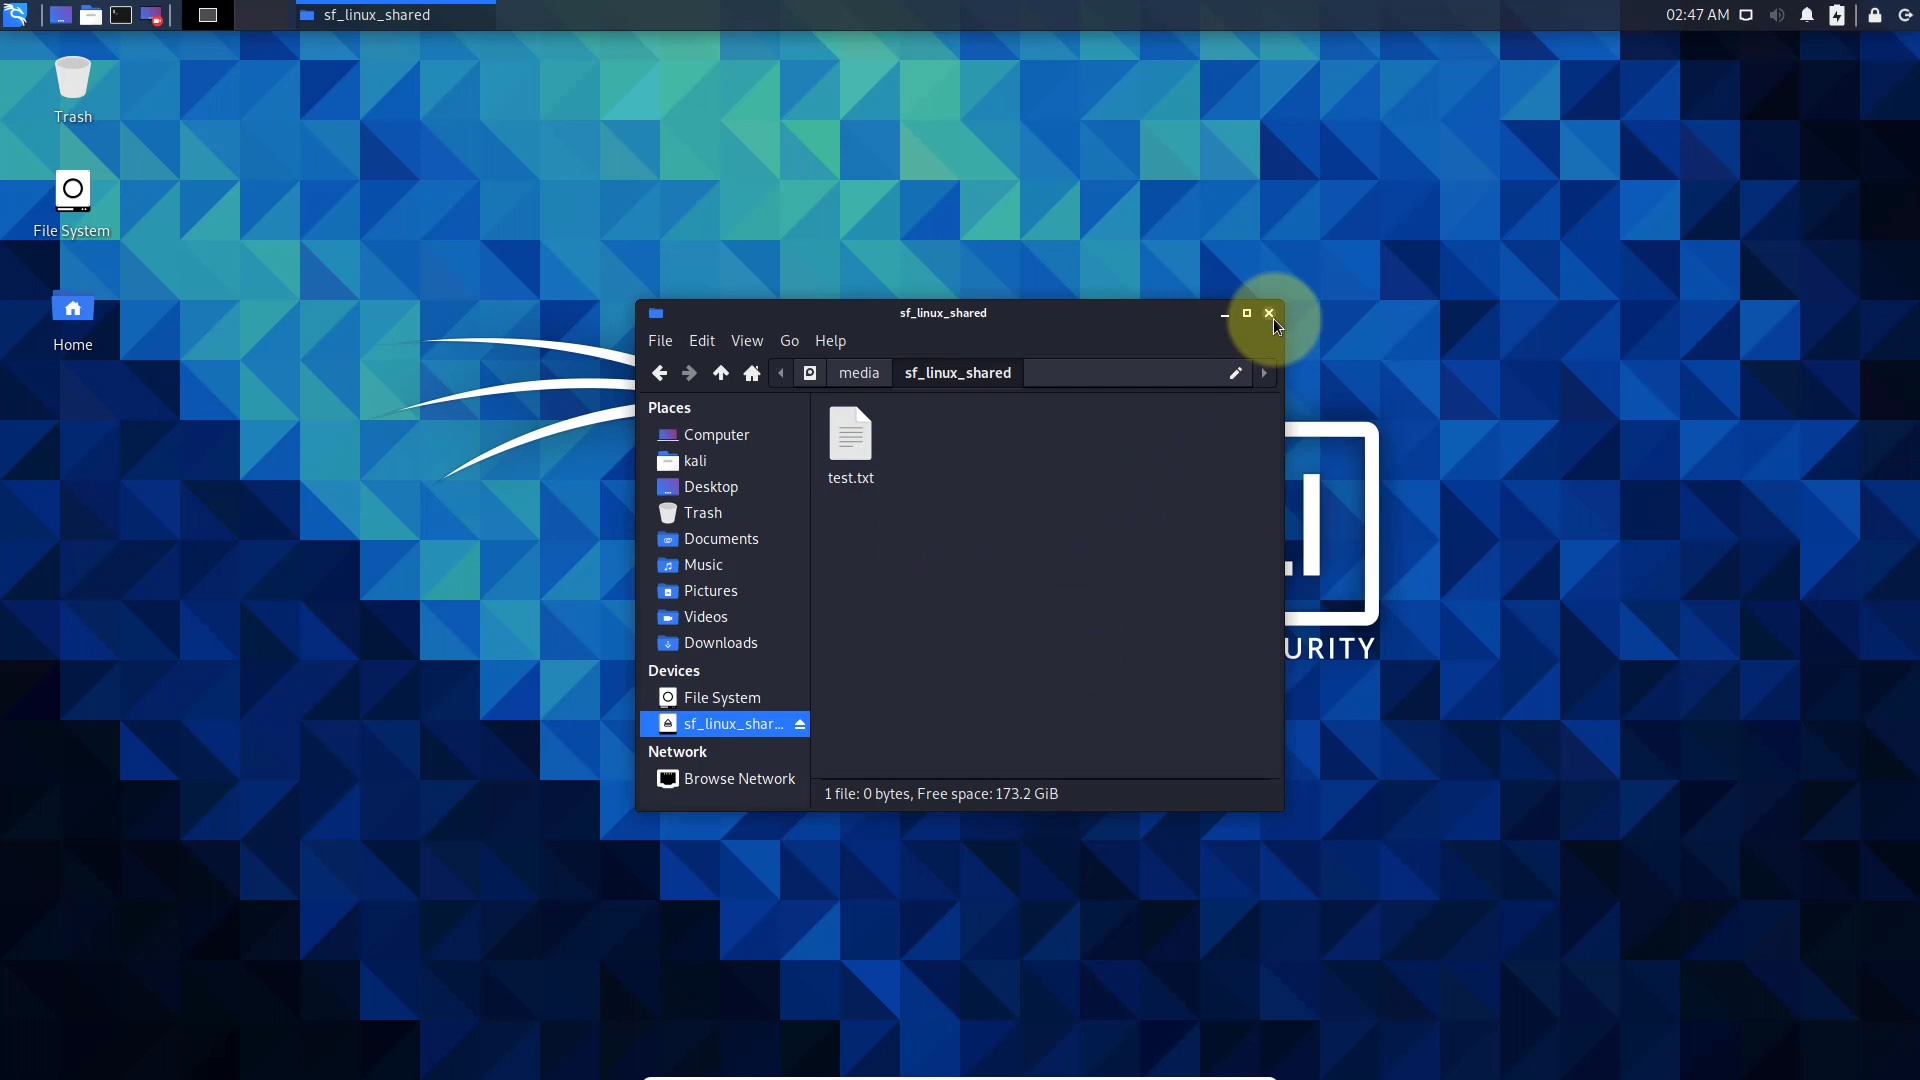 sf_linux_shared
02:47 AM
Trash
File System
Home
sf_linux_shared
File Edit View Go Help
media sf_linux_shared
Places
Computer
kali
Desktop
Trash
Documents
Music
Pictures
Videos
Downloads
Devices
File System
sf_linux_shar...
Network
Browse Network
test.txt
1 file: 0 bytes, Free space: 173.2 GiB
LI
URITY